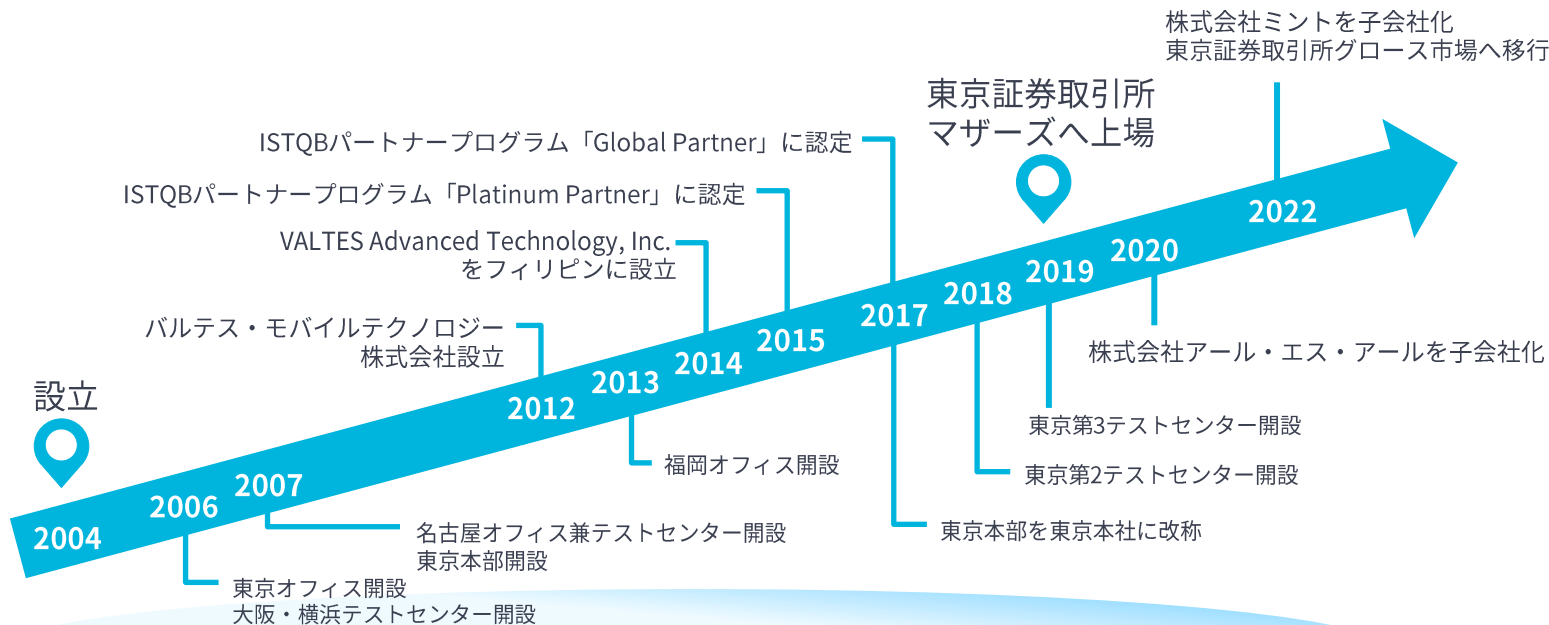 株式会社ミントを子会社化
東京証券取引所グロース市場へ移行
東京証券取引所
マザーズへ上場
ISTQBパートナープログラム「Global Partner」に認定
ISTQBパートナープログラム「Platinum Partner」に認定
VALTES Advanced Technology, Inc.
をフィリピンに設立
バルテス・モバイルテクノロジー
株式会社設立
設立
2004
2006
2007
2012
2013
2014
2015
2017
2018
2019
2020
2022
株式会社アール・エス・アールを子会社化
東京第3テストセンター開設
東京第2テストセンター開設
福岡オフィス開設
東京本部を東京本社に改称
名古屋オフィス兼テストセンター開設
東京本部開設
東京オフィス開設
大阪・横浜テストセンター開設